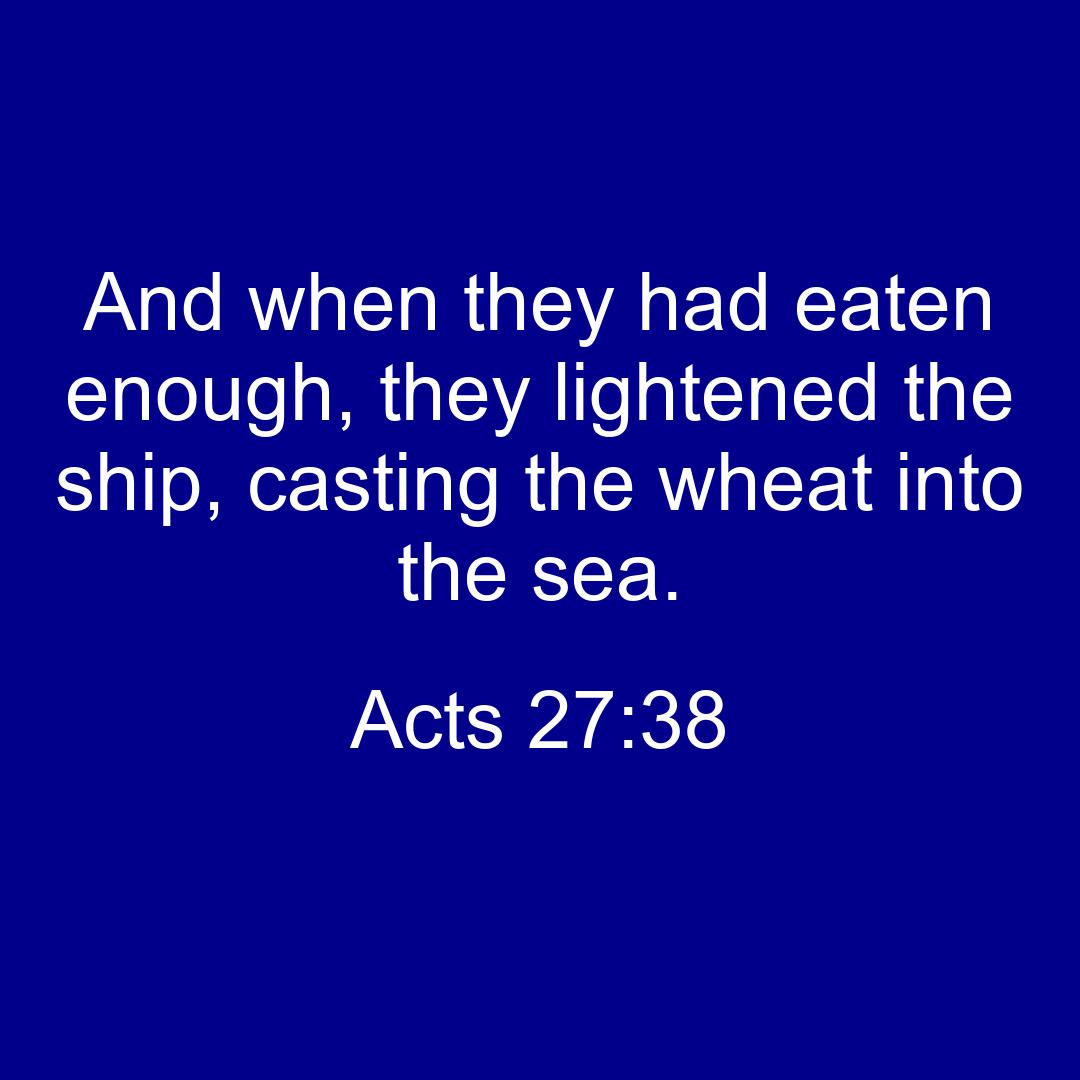 And when they had eaten
enough, they lightened the
ship, casting the wheat into
the sea.
Acts 27:38